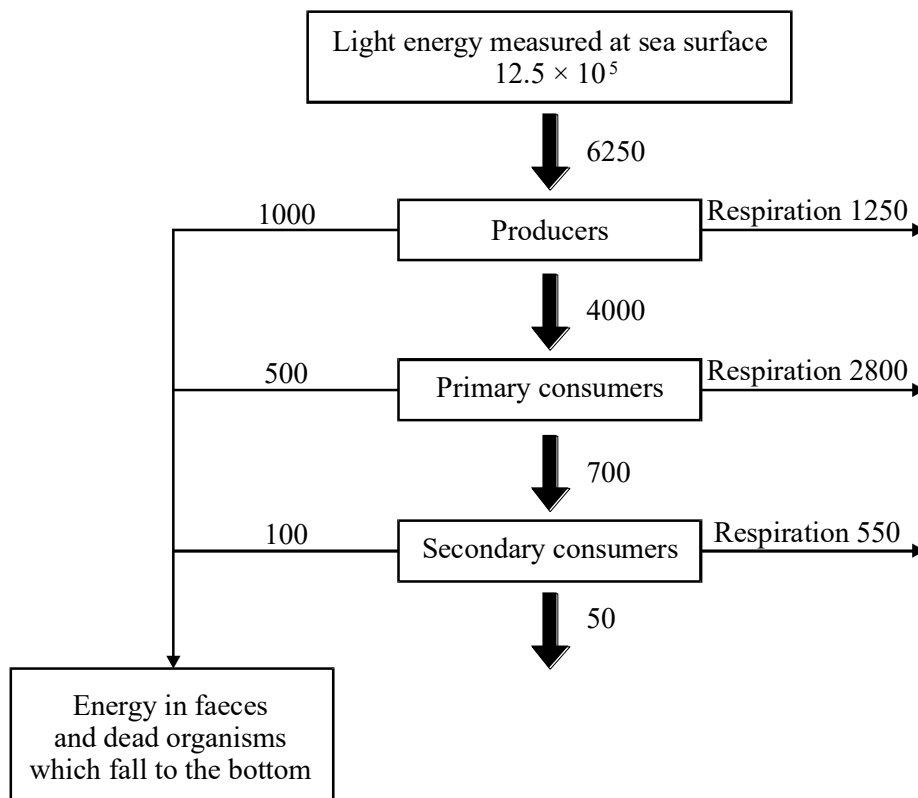 Light energy measured at sea surface
12.5 × 10⁵
6250
1000
Producers
Respiration 1250
4000
500
Primary consumers
Respiration 2800
700
100
Secondary consumers
Respiration 550
50
Energy in faeces
and dead organisms
which fall to the bottom